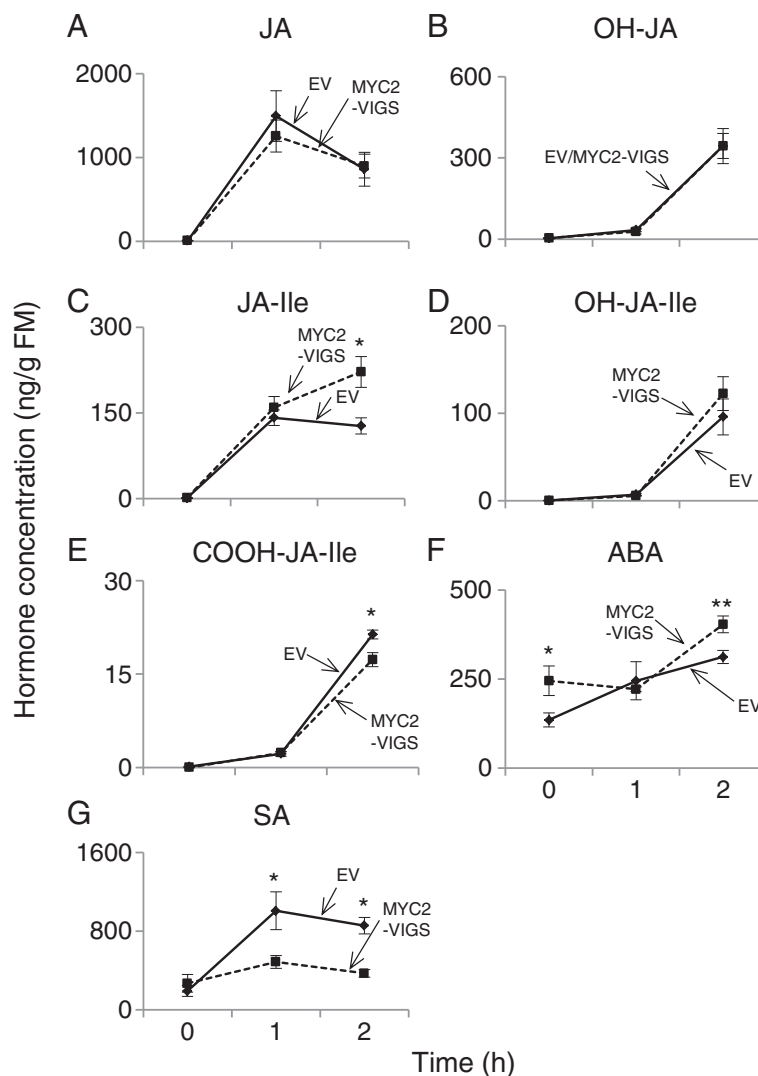 A
JA
2000
1000
0
EV
MYC2
-VIGS
B
OH-JA
600
300
0
EV/MYC2-VIGS
C
JA-Ile
300
150
0
MYC2
-VIGS
*
EV
D
OH-JA-Ile
200
100
0
MYC2
-VIGS
EV
E
COOH-JA-Ile
30
15
0
*
EV
MYC2
-VIGS
F
ABA
500
250
0
*
MYC2
-VIGS
**
EV
0 1 2
G
SA
1600
800
0
*
EV
*
MYC2
-VIGS
0 1 2
Hormone concentration (ng/g FM)
Time (h)